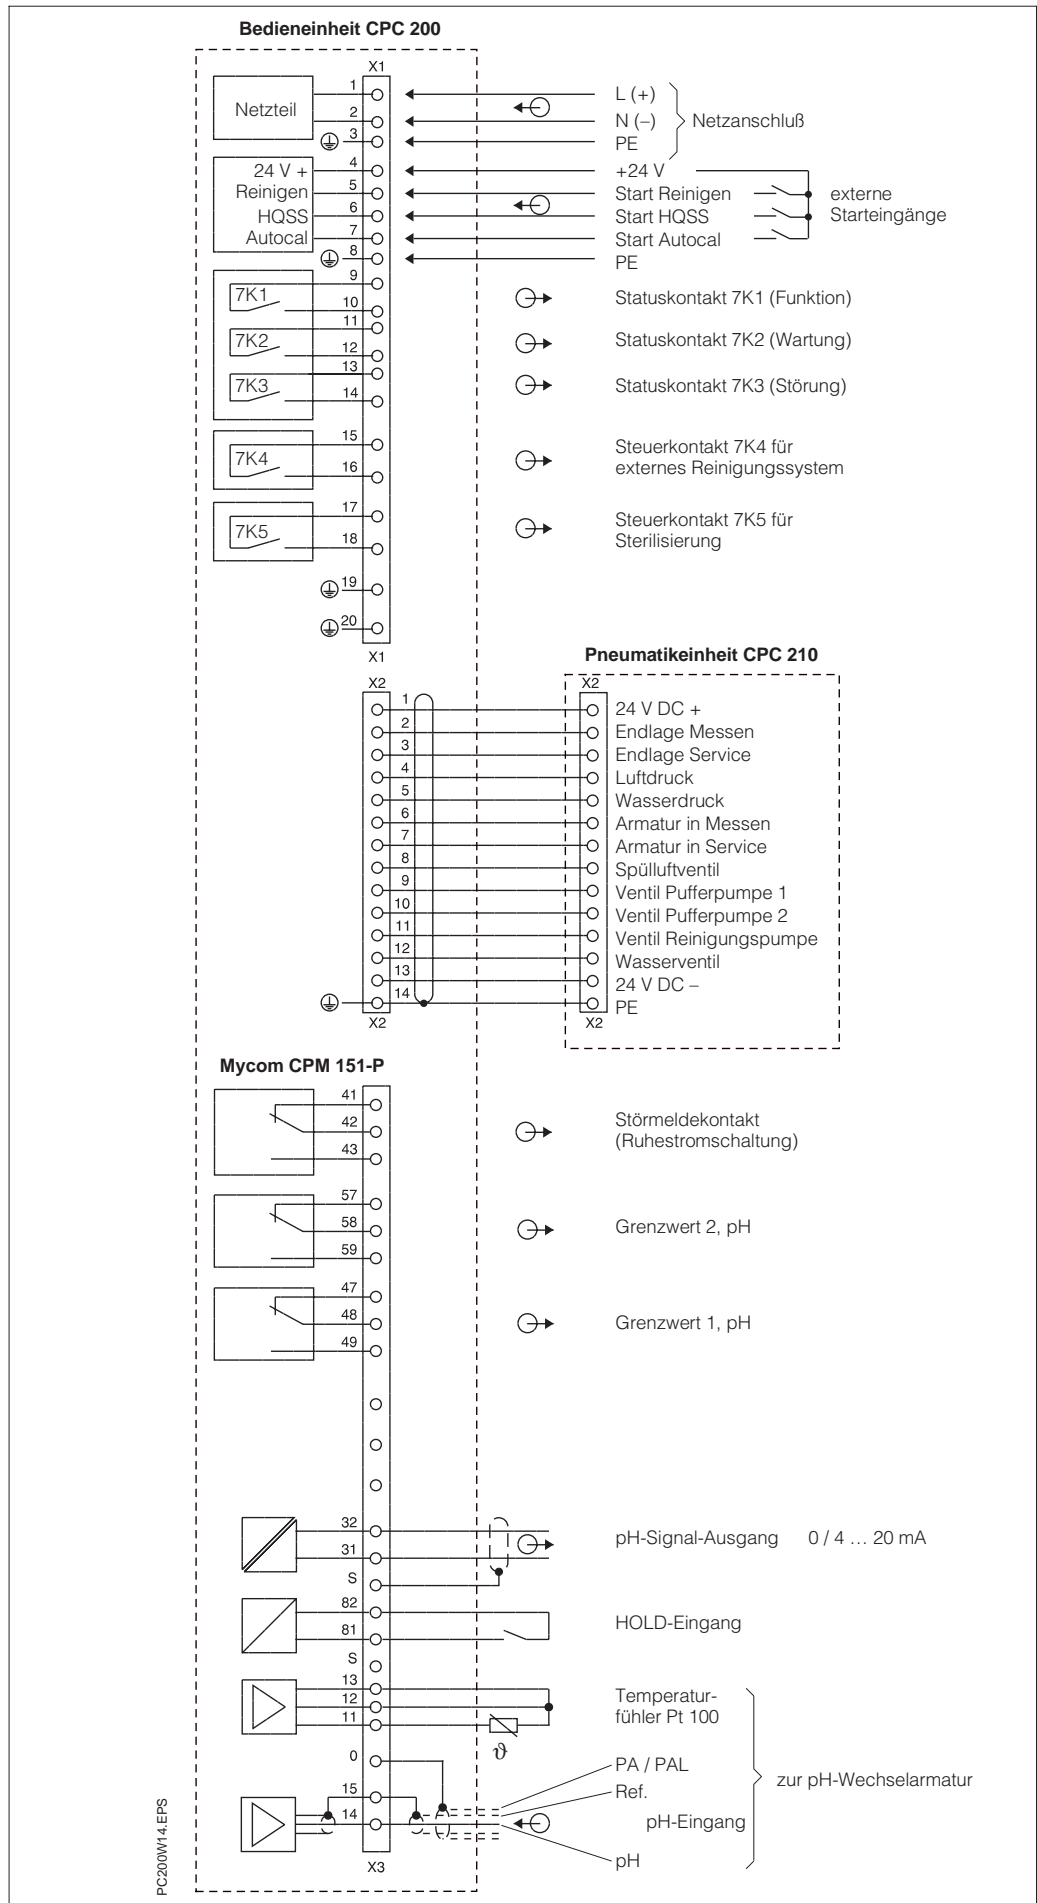 Bedieneinheit CPC 200
X1
Netzteil
1
L (+)
2
N (–)
Netzanschluß
3
PE
24 V +
4
+24 V
Reinigen
5
Start Reinigen
externe
HQSS
6
Start HQSS
Starteingänge
Autocal
7
Start Autocal
8
PE
9
7K1
10
Statuskontakt 7K1 (Funktion)
11
7K2
12
Statuskontakt 7K2 (Wartung)
13
7K3
14
Statuskontakt 7K3 (Störung)
15
7K4
16
Steuerkontakt 7K4 für
externes Reinigungssystem
17
7K5
18
Steuerkontakt 7K5 für
Sterilisierung
19
20
X1
Pneumatikeinheit CPC 210
X2
X2
1
24 V DC +
2
Endlage Messen
3
Endlage Service
4
Luftdruck
5
Wasserdruck
6
Armatur in Messen
7
Armatur in Service
8
Spülluftventil
9
Ventil Pufferpumpe 1
10
Ventil Pufferpumpe 2
11
Ventil Reinigungspumpe
12
Wasserventil
13
24 V DC –
14
PE
X2
X2
Mycom CPM 151-P
41
42
43
Störmeldekontakt
(Ruhestromschaltung)
57
58
59
Grenzwert 2, pH
47
48
49
Grenzwert 1, pH
32
31
S
pH-Signal-Ausgang 0 / 4 … 20 mA
82
81
S
HOLD-Eingang
13
12
11
Temperatur-
fühler Pt 100
ϑ
0
PA / PAL
zur pH-Wechselarmatur
15
Ref.
14
pH-Eingang
pH
X3
PC200W14.EPS